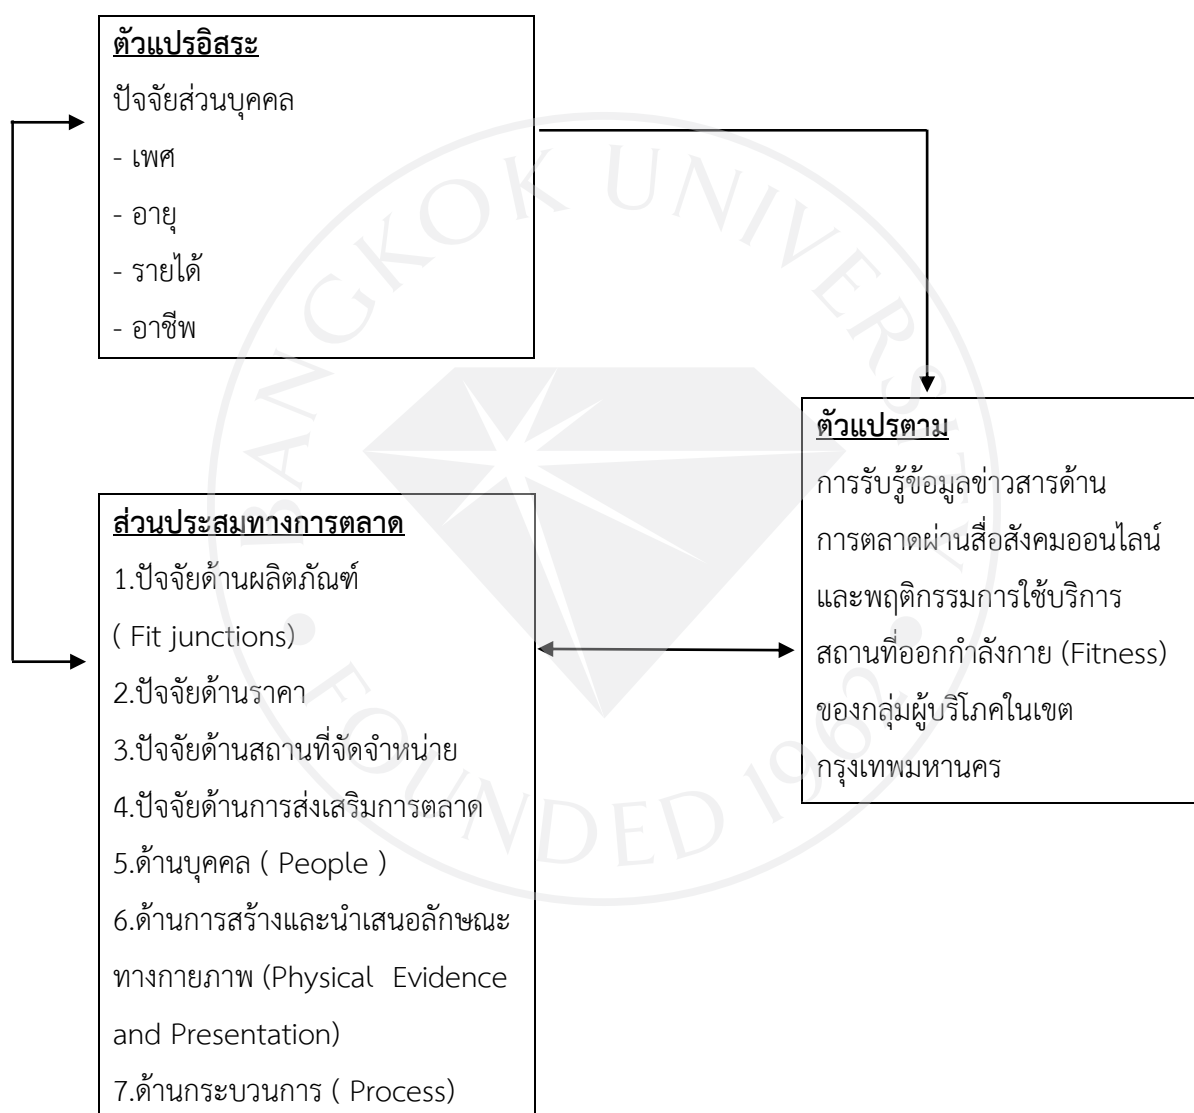 ตัวแปรอิสระ
ปัจจัยส่วนบุคคล
- เพศ
- อายุ
- รายได้
- อาชีพ
ส่วนประสมทางการตลาด
1.ปัจจัยด้านผลิตภัณฑ์
( Fit junctions)
2.ปัจจัยด้านราคา
3.ปัจจัยด้านสถานที่จัดจำหน่าย
4.ปัจจัยด้านการส่งเสริมการตลาด
5.ด้านบุคคล ( People )
6.ด้านการสร้างและนำเสนอลักษณะ
ทางกายภาพ (Physical Evidence
and Presentation)
7.ด้านกระบวนการ ( Process)
ตัวแปรตาม
การรับรู้ข้อมูลข่าวสารด้าน
การตลาดผ่านสื่อสังคมออนไลน์
และพฤติกรรมการใช้บริการ
สถานที่ออกกำลังกาย (Fitness)
ของกลุ่มผู้บริโภคในเขต
กรุงเทพมหานคร
BANGKOK UNIVERSITY
FOUNDED 1962